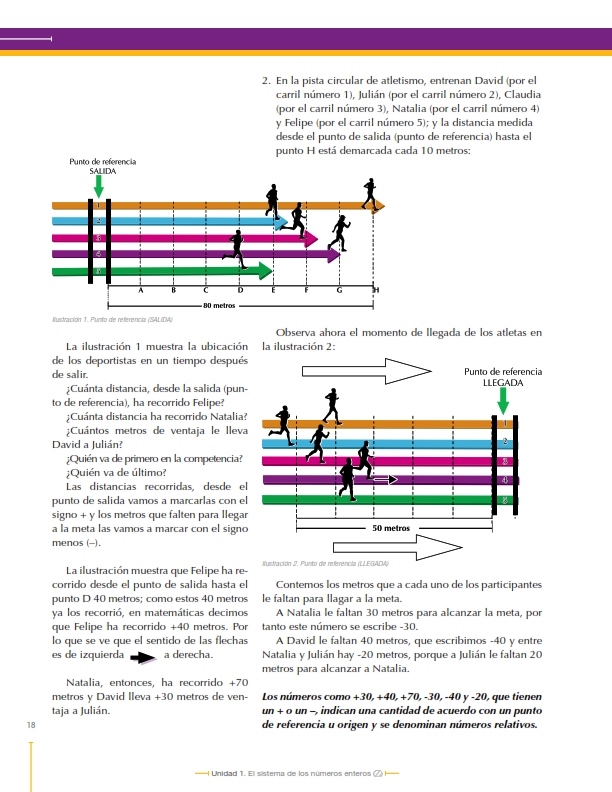 2. En la pista circular de atletismo, entrenan David (por el
carril número 1), Julián (por el carril número 2), Claudia
(por el carril número 3), Natalia (por el carril número 4)
y Felipe (por el carril número 5); y la distancia medida
desde el punto de salida (punto de referencia) hasta el
punto H está demarcada cada 10 metros:
Punto de referencia
SALIDA
1
2
3
4
5
A B C D E F G H
80 metros
Ilustración 1. Punto de referencia (SALIDA)
La ilustración 1 muestra la ubicación
de los deportistas en un tiempo después
de salir.
¿Cuánta distancia, desde la salida (pun-
to de referencia), ha recorrido Felipe?
¿Cuánta distancia ha recorrido Natalia?
¿Cuántos metros de ventaja le lleva
David a Julián?
¿Quién va de primero en la competencia?
¿Quién va de último?
Las distancias recorridas, desde el
punto de salida vamos a marcarlas con el
signo + y los metros que falten para llegar
a la meta las vamos a marcar con el signo
menos (–).
La ilustración muestra que Felipe ha re-
corrido desde el punto de salida hasta el
punto D 40 metros; como estos 40 metros
ya los recorrió, en matemáticas decimos
que Felipe ha recorrido +40 metros. Por
lo que se ve que el sentido de las flechas
es de izquierda a derecha.
Natalia, entonces, ha recorrido +70
metros y David lleva +30 metros de ven-
taja a Julián.
Observa ahora el momento de llegada de los atletas en
la ilustración 2:
Punto de referencia
LLEGADA
1
2
3
4
5
50 metros
Ilustración 2. Punto de referencia (LLEGADA)
Contemos los metros que a cada uno de los participantes
le faltan para llagar a la meta.
A Natalia le faltan 30 metros para alcanzar la meta, por
tanto este número se escribe -30.
A David le faltan 40 metros, que escribimos -40 y entre
Natalia y Julián hay -20 metros, porque a Julián le faltan 20
metros para alcanzar a Natalia.
Los números como +30, +40, +70, -30, -40 y -20, que tienen
un + o un –, indican una cantidad de acuerdo con un punto
de referencia u origen y se denominan números relativos.
18
Unidad 1. El sistema de los números enteros